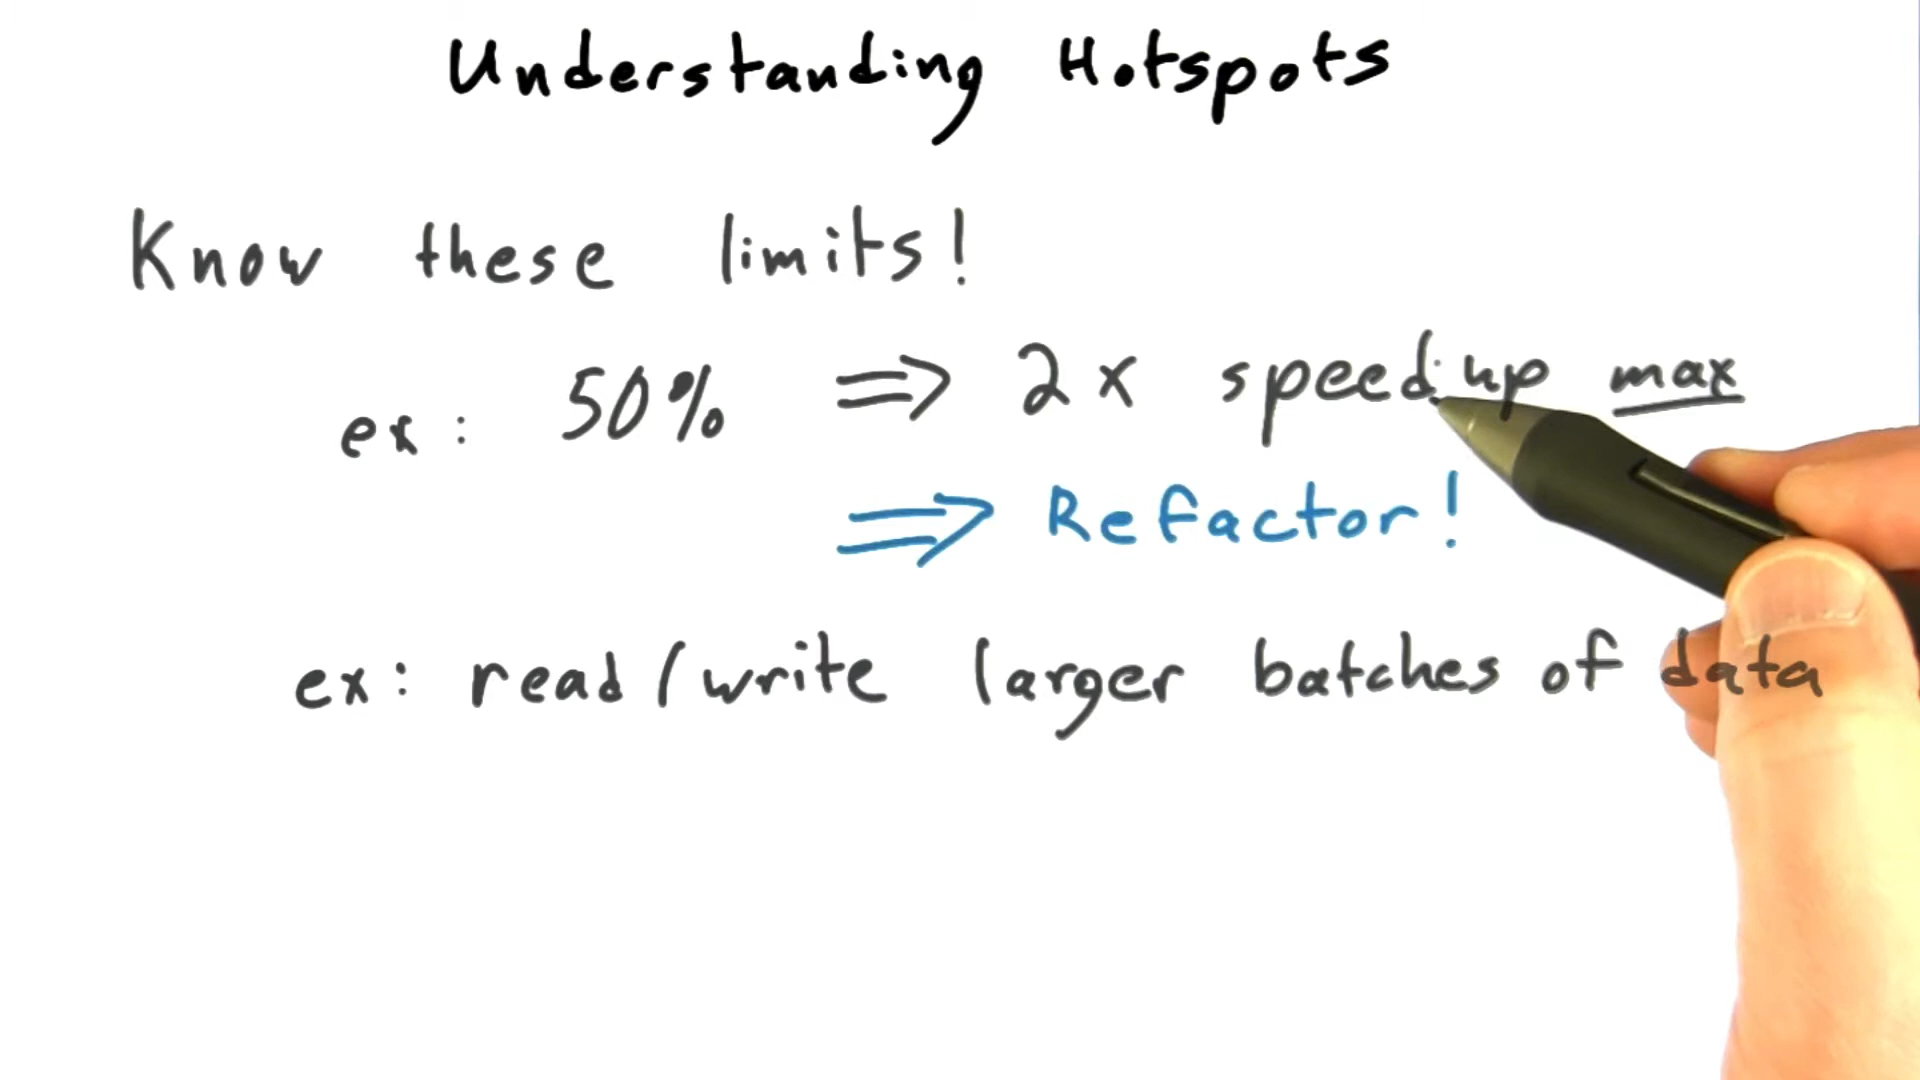 Understanding Hotspots
Know these limits!
ex: 50% ⇒ 2x speedup max
⇒ Refactor!
ex: read/write larger batches of data